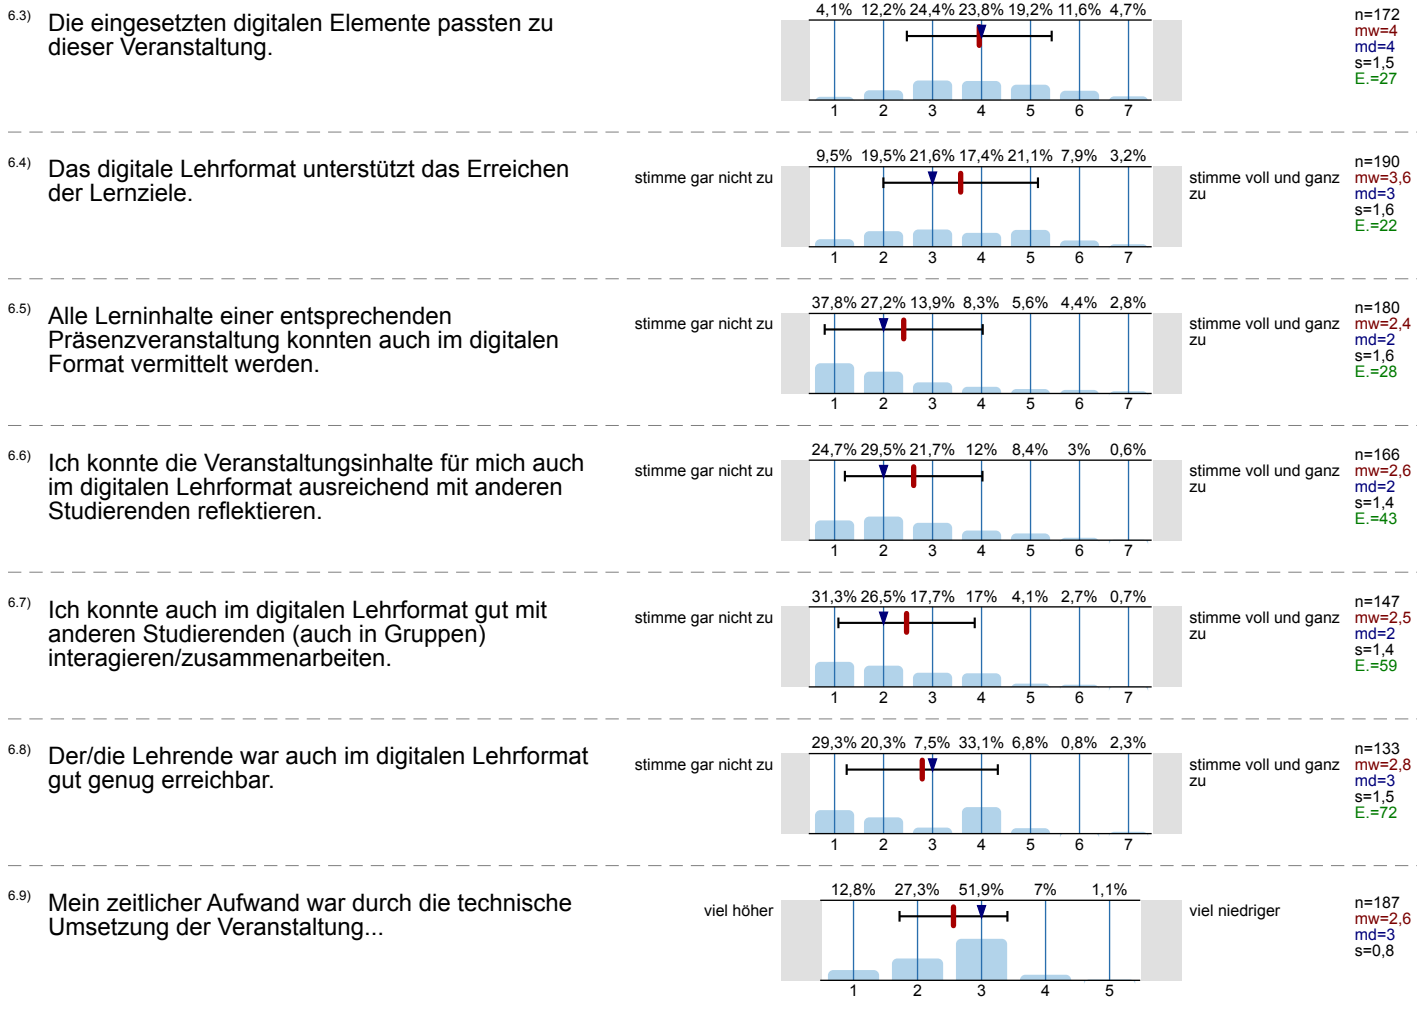 6.3) Die eingesetzten digitalen Elemente passten zu
dieser Veranstaltung.
4,1% 12,2% 24,4% 23,8% 19,2% 11,6% 4,7%
1 2 3 4 5 6 7
n=172
mw=4
md=4
s=1,5
E.=27
6.4) Das digitale Lehrformat unterstützt das Erreichen
der Lernziele.
stimme gar nicht zu
9,5% 19,5% 21,6% 17,4% 21,1% 7,9% 3,2%
1 2 3 4 5 6 7
stimme voll und ganz
zu
n=190
mw=3,6
md=3
s=1,6
E.=22
6.5) Alle Lerninhalte einer entsprechenden
Präsenzveranstaltung konnten auch im digitalen
Format vermittelt werden.
stimme gar nicht zu
37,8% 27,2% 13,9% 8,3% 5,6% 4,4% 2,8%
1 2 3 4 5 6 7
stimme voll und ganz
zu
n=180
mw=2,4
md=2
s=1,6
E.=28
6.6) Ich konnte die Veranstaltungsinhalte für mich auch
im digitalen Lehrformat ausreichend mit anderen
Studierenden reflektieren.
stimme gar nicht zu
24,7% 29,5% 21,7% 12% 8,4% 3% 0,6%
1 2 3 4 5 6 7
stimme voll und ganz
zu
n=166
mw=2,6
md=2
s=1,4
E.=43
6.7) Ich konnte auch im digitalen Lehrformat gut mit
anderen Studierenden (auch in Gruppen)
interagieren/zusammenarbeiten.
stimme gar nicht zu
31,3% 26,5% 17,7% 17% 4,1% 2,7% 0,7%
1 2 3 4 5 6 7
stimme voll und ganz
zu
n=147
mw=2,5
md=2
s=1,4
E.=59
6.8) Der/die Lehrende war auch im digitalen Lehrformat
gut genug erreichbar.
stimme gar nicht zu
29,3% 20,3% 7,5% 33,1% 6,8% 0,8% 2,3%
1 2 3 4 5 6 7
stimme voll und ganz
zu
n=133
mw=2,8
md=3
s=1,5
E.=72
6.9) Mein zeitlicher Aufwand war durch die technische
Umsetzung der Veranstaltung...
viel höher
12,8% 27,3% 51,9% 7% 1,1%
1 2 3 4 5
viel niedriger
n=187
mw=2,6
md=3
s=0,8